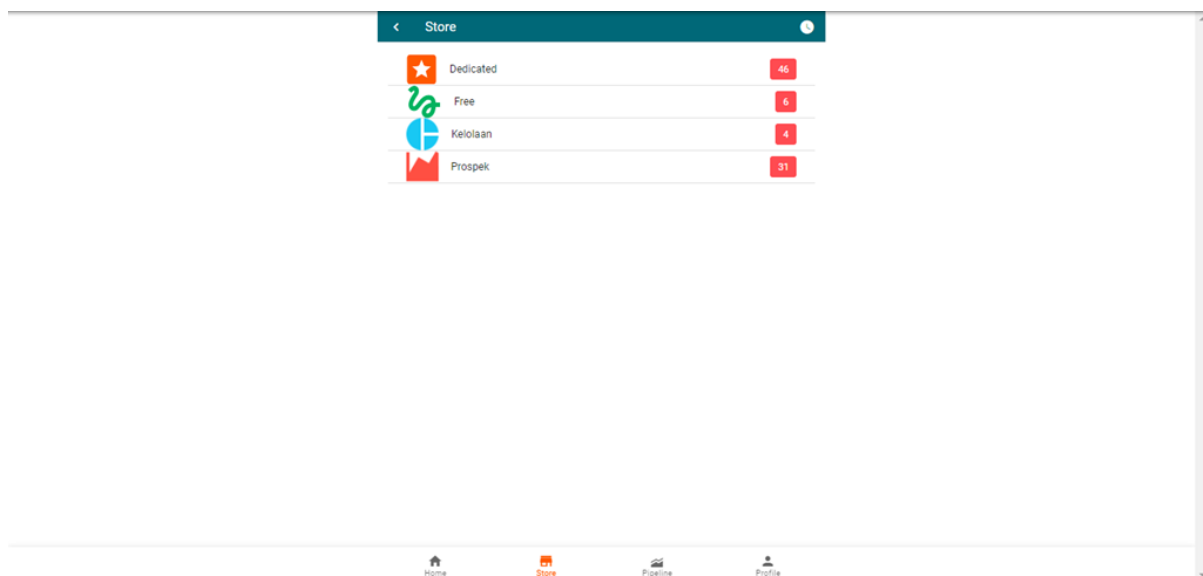 Store
Dedicated 46
Free 6
Kelolaan 4
Prospek 31
Home Store Pipeline Profile